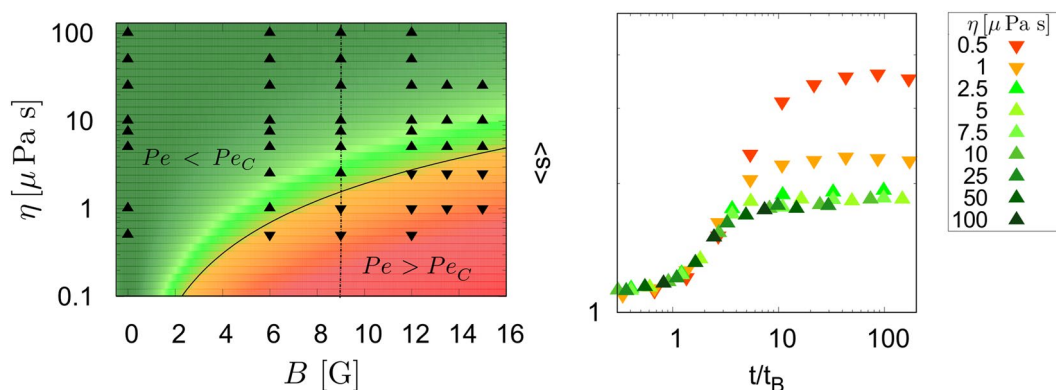 100
10
1
0.1
η [μ Pa s]
Pe < Pe_C
Pe > Pe_C
0 2 4 6 8 10 12 14 16
B [G]
<s>
1
1 10 100
t/t_B
η [μ Pa s]
0.5
1
2.5
5
7.5
10
25
50
100